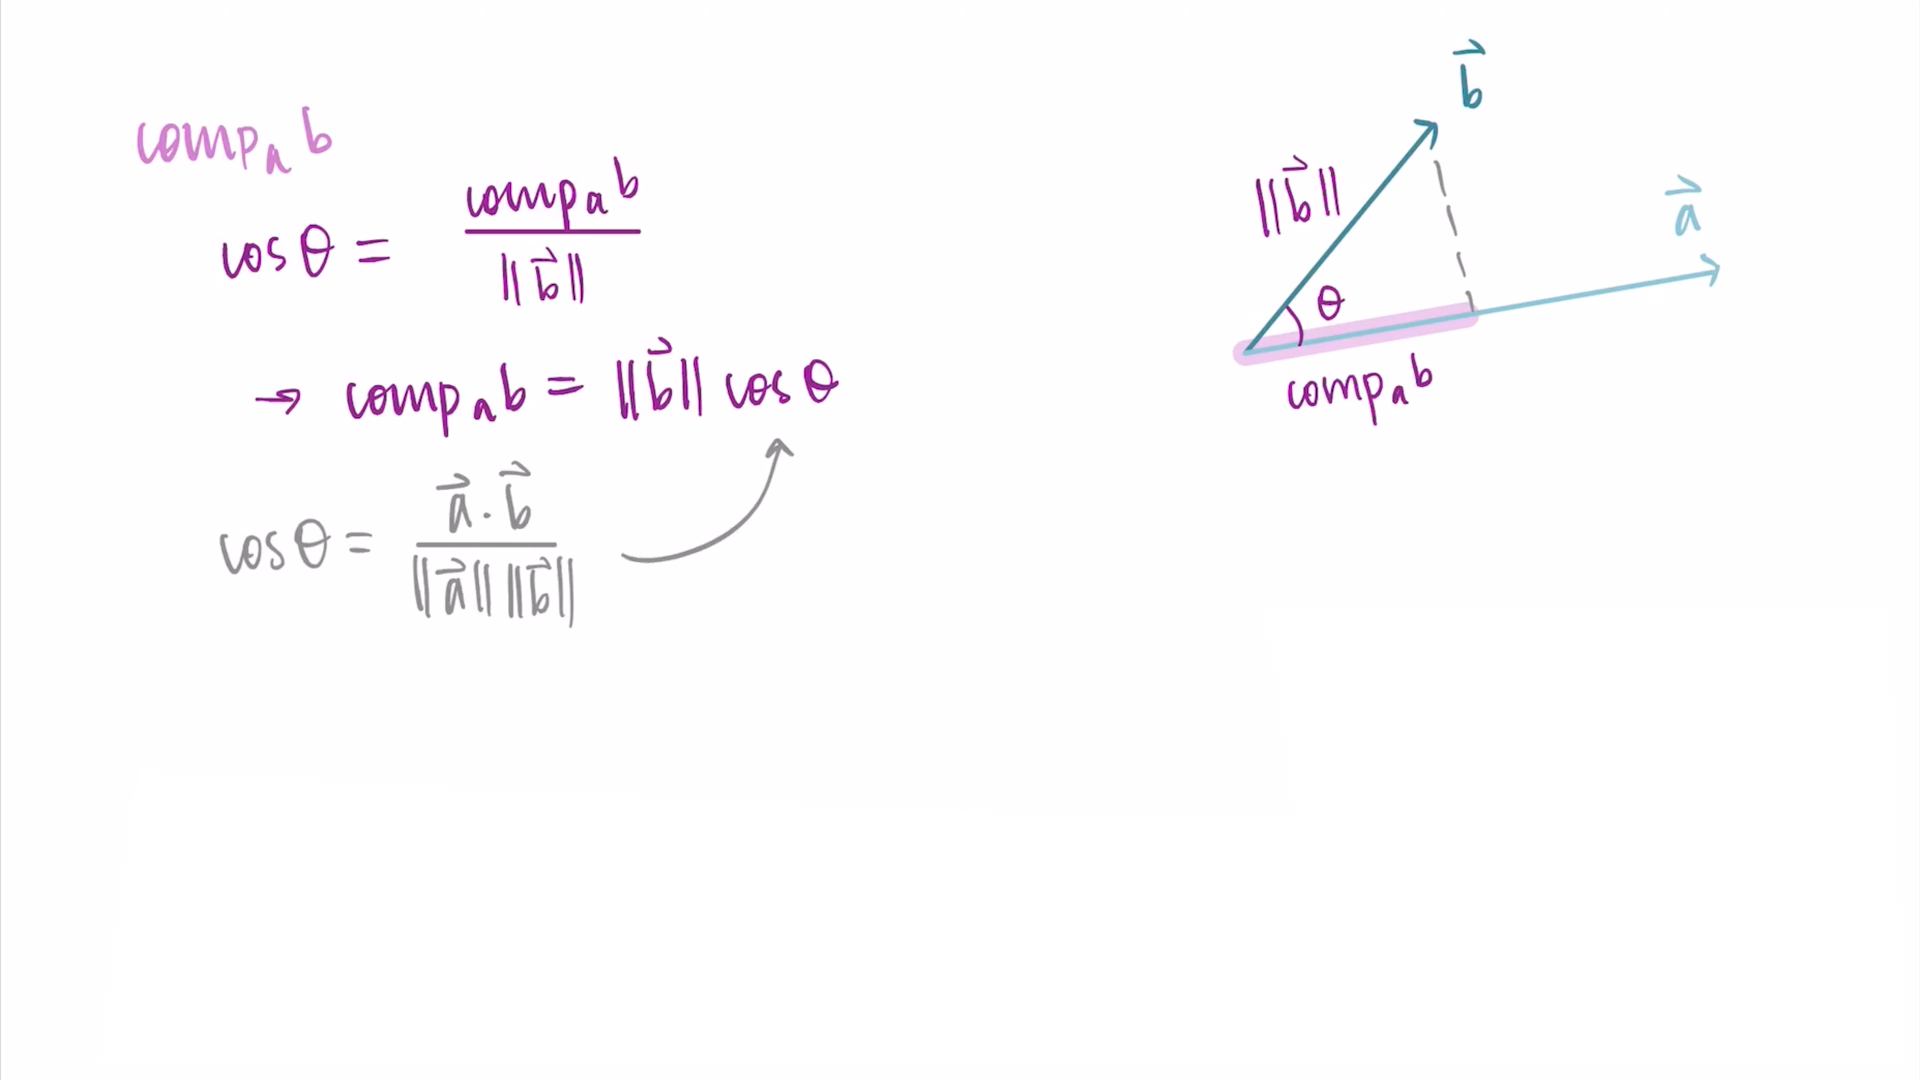 comp_a b
cos θ = comp_a b / ||b⃗||
→ comp_a b = ||b⃗|| cos θ
cos θ = a⃗ · b⃗ / ||a⃗|| ||b⃗||
b⃗
||b⃗||
a⃗
θ
comp_a b